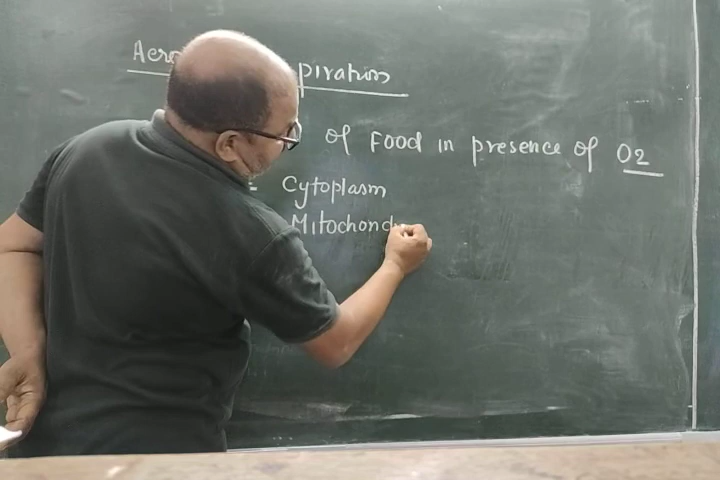 Aero piration
of Food in presence of O2
= Cytoplasm
Mitochond